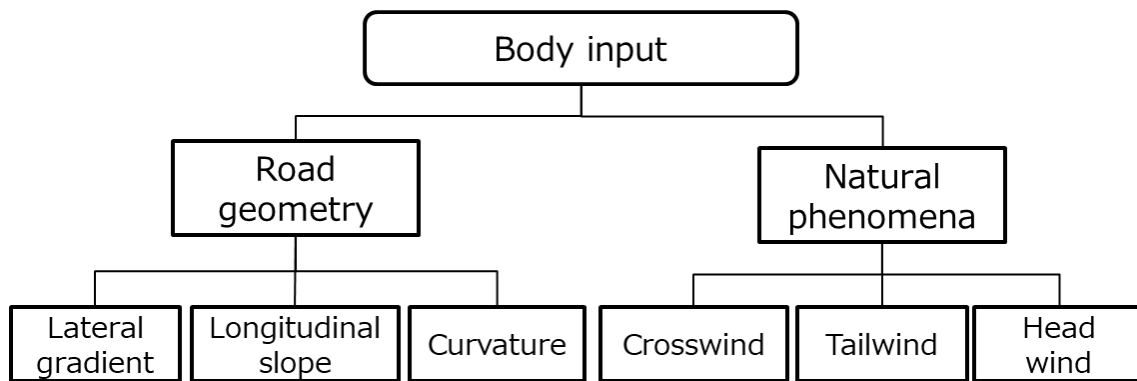 Body input
Road
geometry
Natural
phenomena
Lateral
gradient
Longitudinal
slope
Curvature
Crosswind
Tailwind
Head
wind